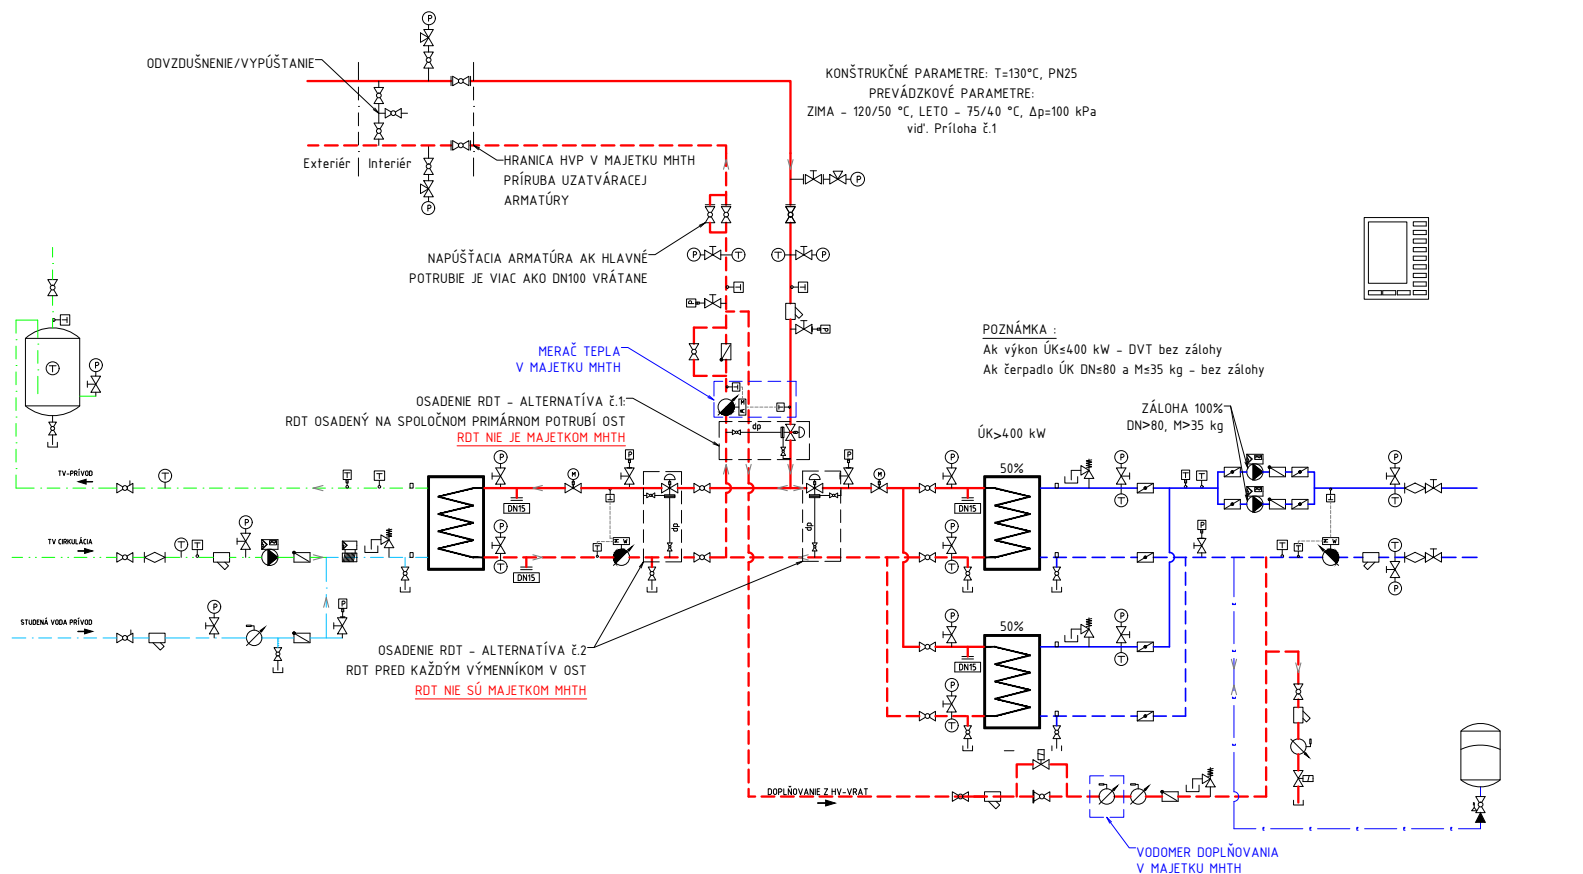 ODVZDUŠNENIE/VYPÚŠTANIE
KONŠTRUKČNÉ PARAMETRE: T=130°C, PN25
PREVÁDZKOVÉ PARAMETRE:
ZIMA - 120/50 °C, LETO - 75/40 °C, Δp=100 kPa
viď. Príloha č.1
Exteriér
Interiér
HRANICA HVP V MAJETKU MHTH
PRÍRUBA UZATVÁRACEJ
ARMATÚRY
NAPÚŠŤACIA ARMATÚRA AK HLAVNÉ
POTRUBIE JE VIAC AKO DN100 VRÁTANE
MERAČ TEPLA
V MAJETKU MHTH
POZNÁMKA :
Ak výkon ÚK≤400 kW - DVT bez zálohy
Ak čerpadlo ÚK DN≤80 a M≤35 kg - bez zálohy
OSADENIE RDT - ALTERNATÍVA č.1:
RDT OSADENÝ NA SPOLOČNOM PRIMÁRNOM POTRUBÍ OST
RDT NIE JE MAJETKOM MHTH
ZÁLOHA 100%
DN>80, M>35 kg
ÚK>400 kW
dp
50%
TV-PRÍVOD
DN15
DN15
dp
dp
TV CIRKULÁCIA
DN15
STUDENÁ VODA PRÍVOD
50%
DN15
OSADENIE RDT - ALTERNATÍVA č.2
RDT PRED KAŽDÝM VÝMENNÍKOM V OST
RDT NIE SÚ MAJETKOM MHTH
DOPLŇOVANIE Z HV-VRAT
VODOMER DOPLŇOVANIA
V MAJETKU MHTH